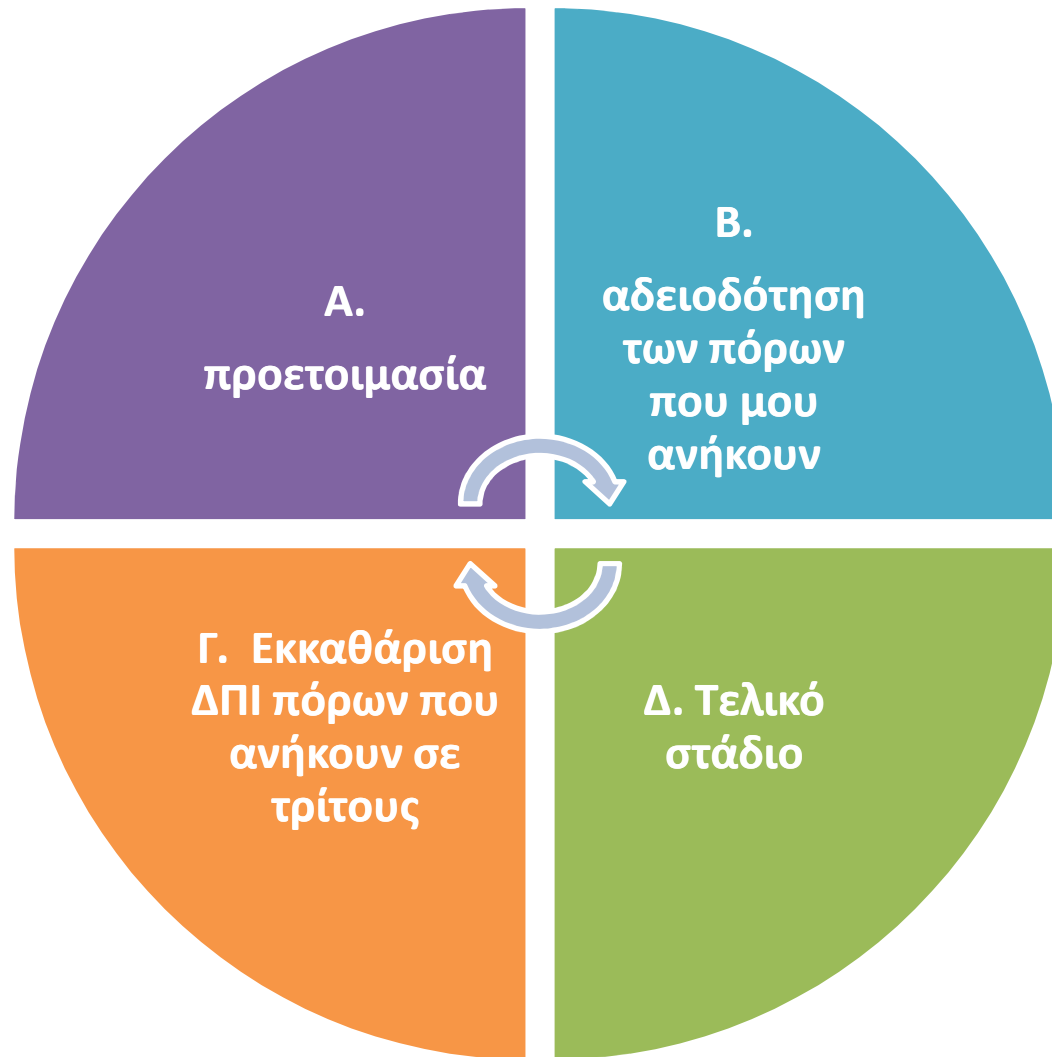 Α.
προετοιμασία
Β.
αδειοδότηση
των πόρων
που μου
ανήκουν
Γ. Εκκαθάριση
ΔΠΙ πόρων που
ανήκουν σε
τρίτους
Δ. Τελικό
στάδιο